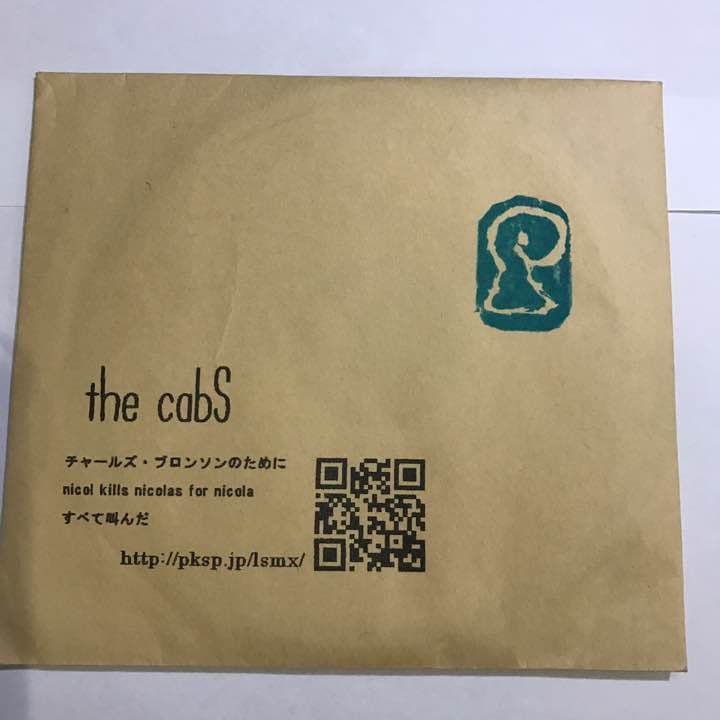 the cabS
チャールズ・ブロンソンのために
nicol kills nicolas for nicola
すべて叫んだ
http://pksp.jp/lsmx/